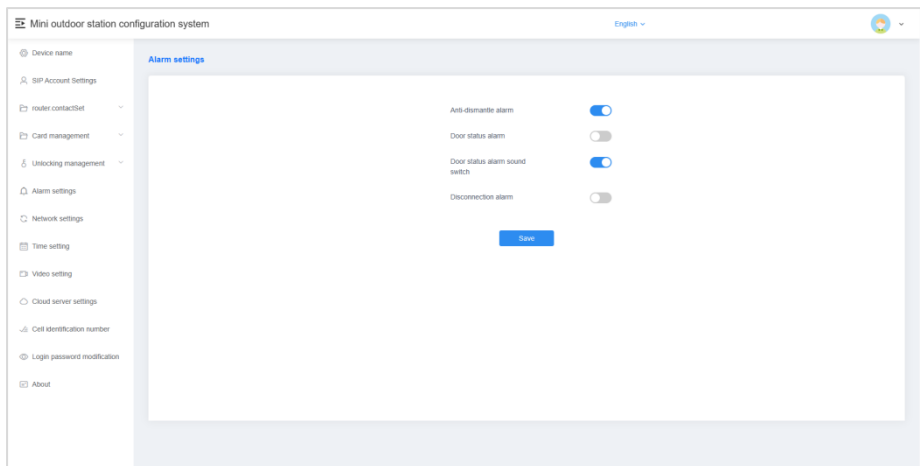 Mini outdoor station configuration system
English
Device name
Alarm settings
SIP Account Settings
router.contactSet
Card management
Unlocking management
Alarm settings
Network settings
Time setting
Video setting
Cloud server settings
Cell identification number
Login password modification
About
Anti-dismantle alarm
Door status alarm
Door status alarm sound
switch
Disconnection alarm
Save